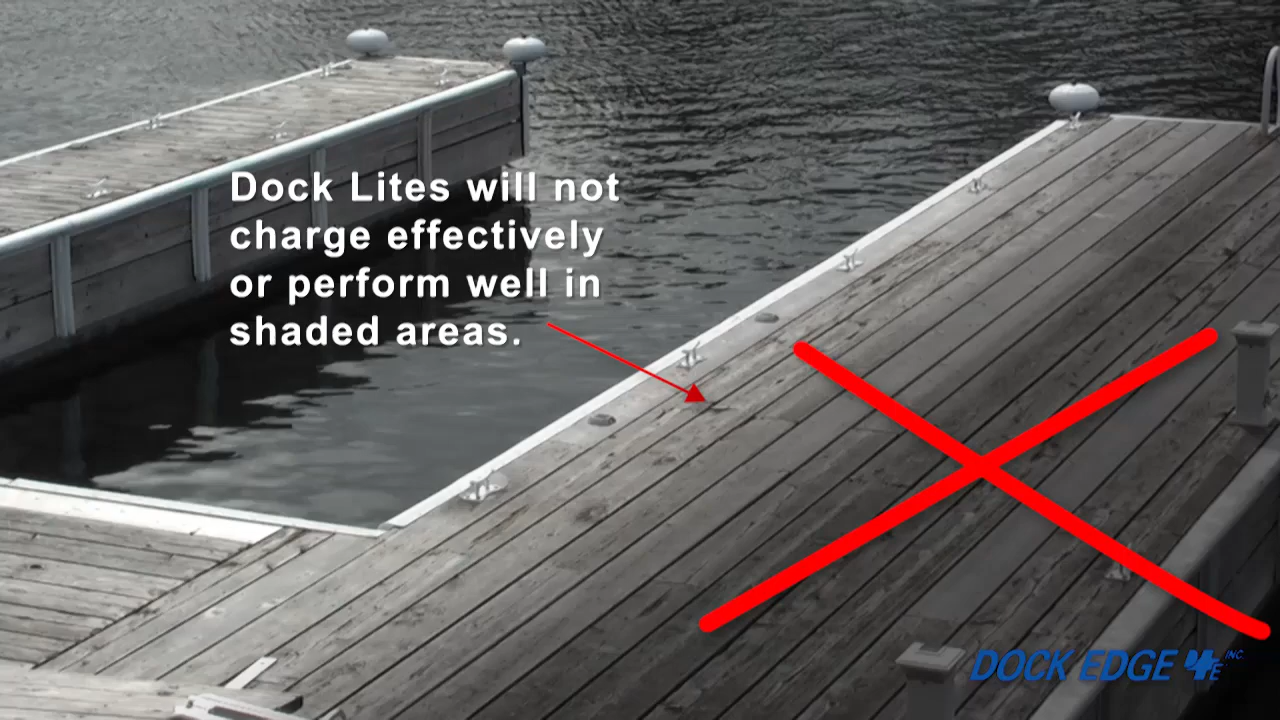 Dock Lites will not
charge effectively
or perform well in
shaded areas.
DOCK EDGE INC.